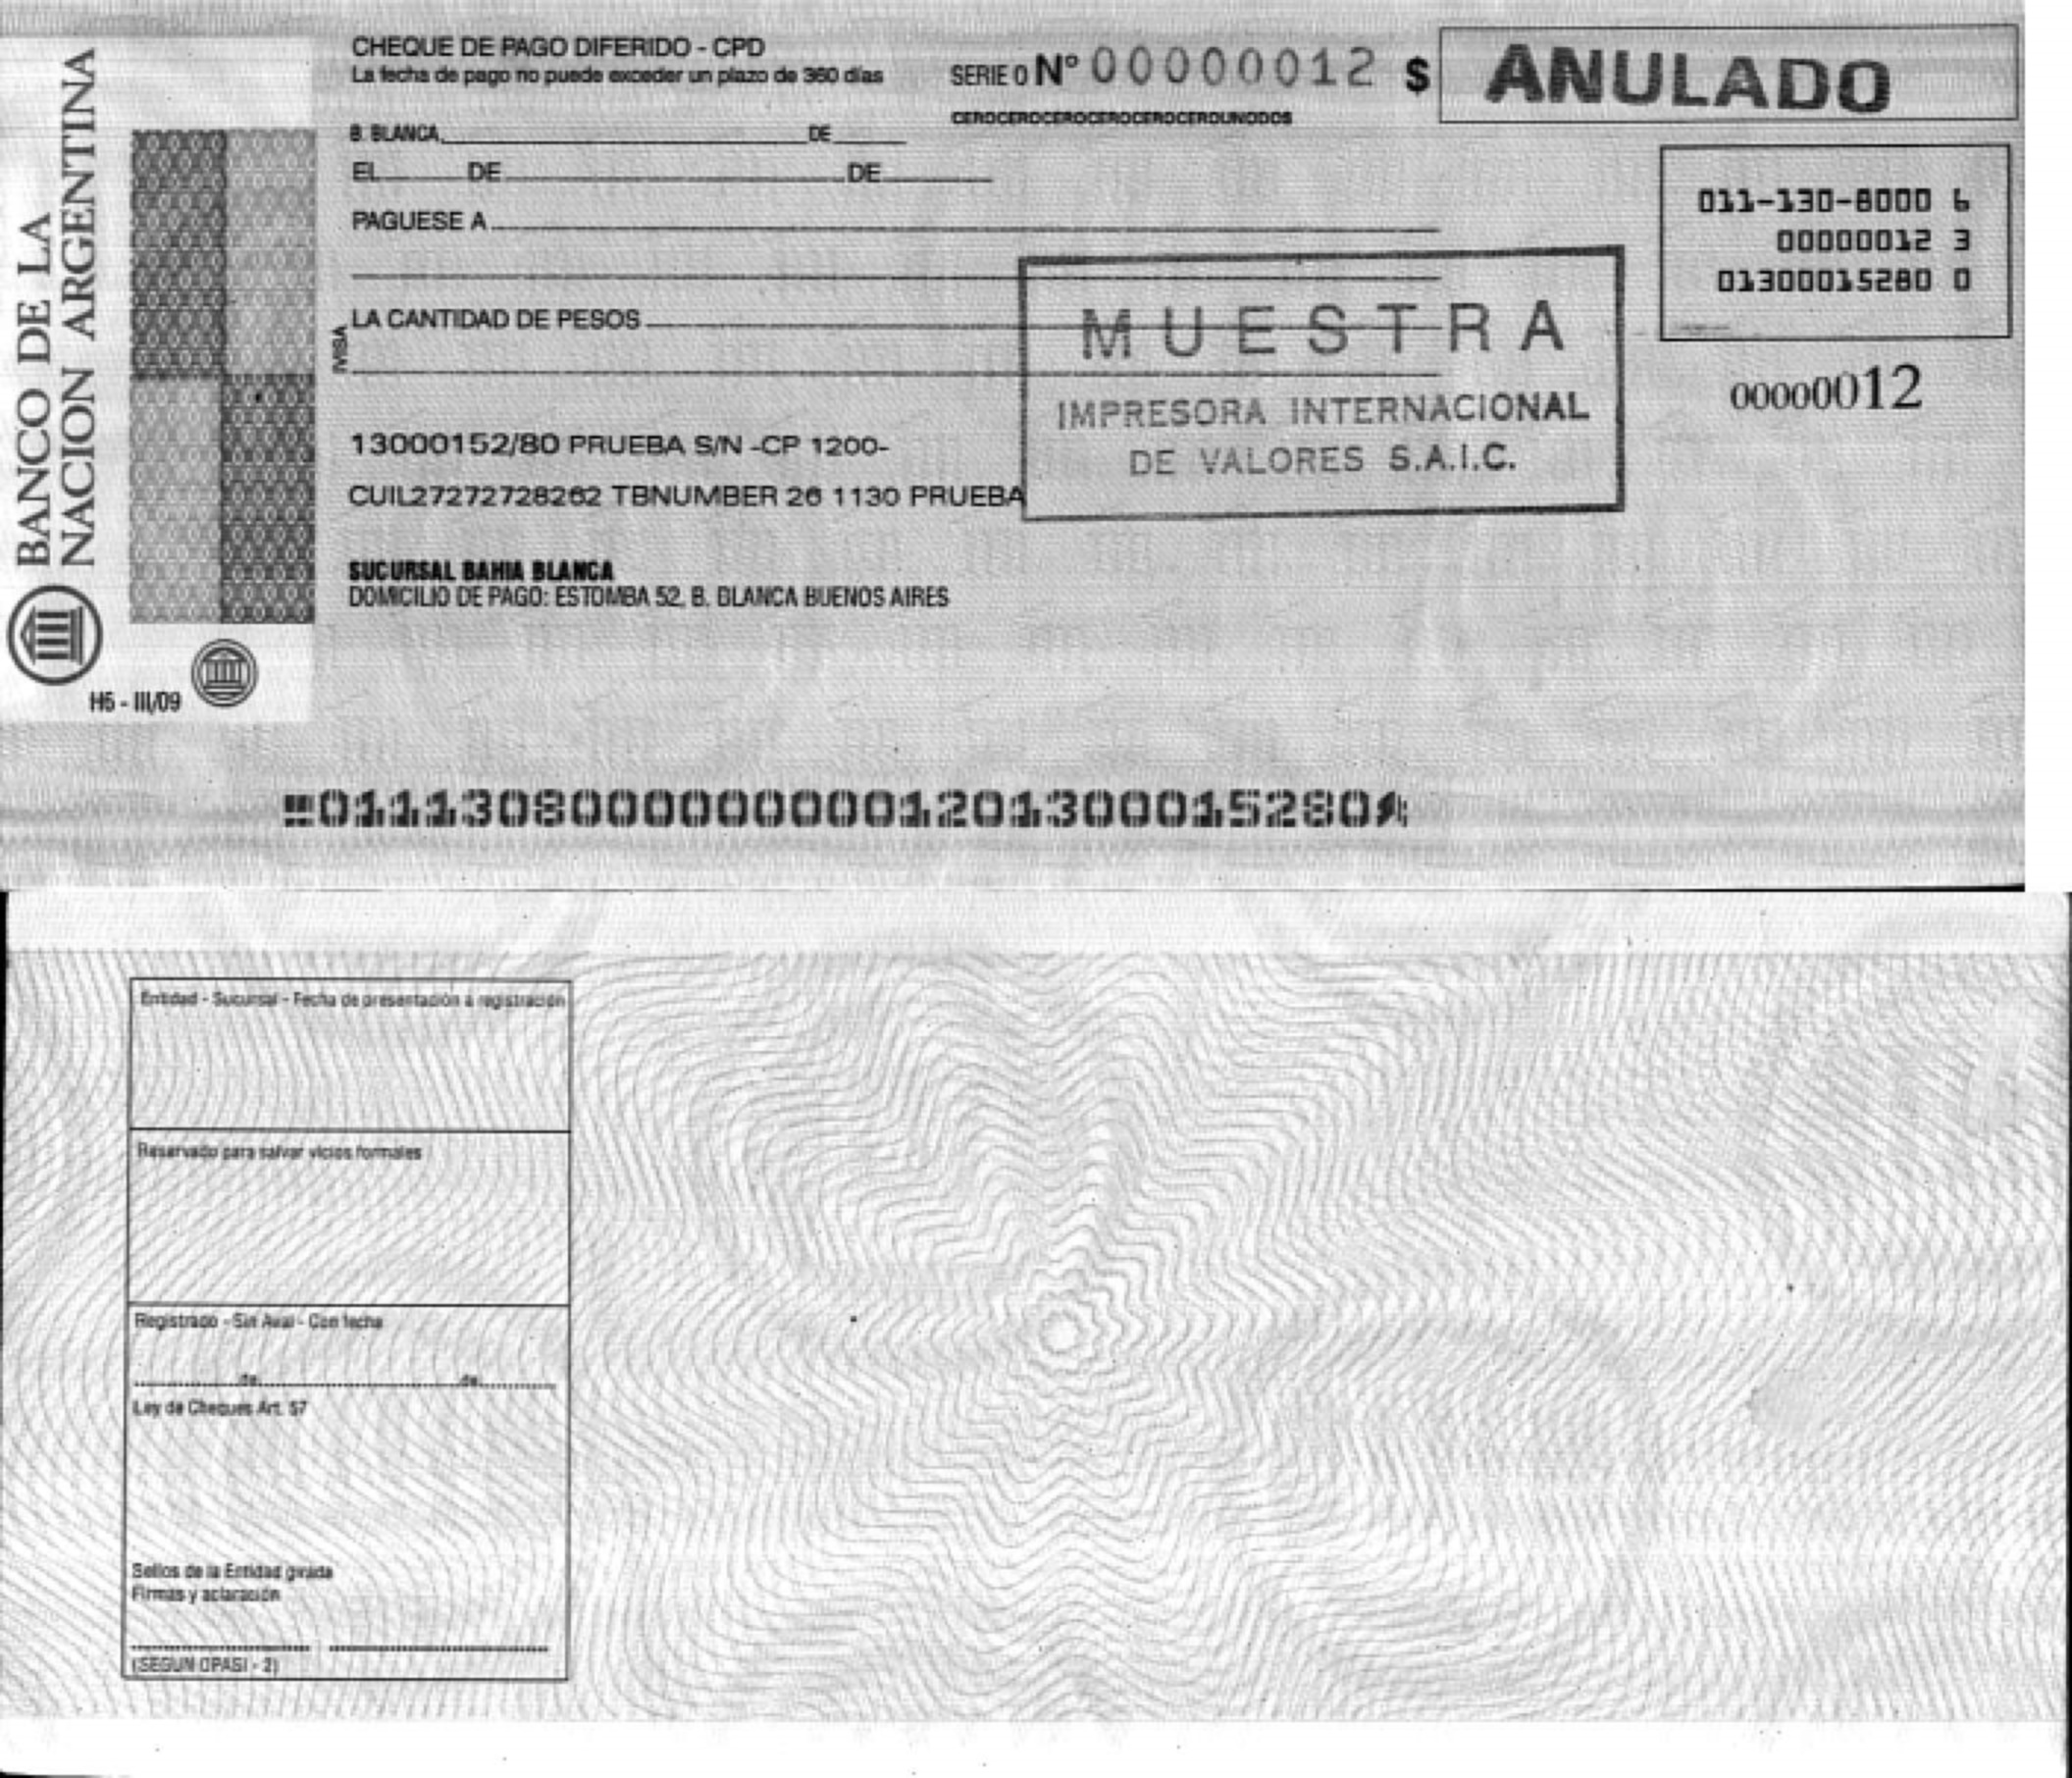 BANCO DE LA
NACION ARGENTINA
H6 - III/09
CHEQUE DE PAGO DIFERIDO - CPD
La fecha de pago no puede exceder un plazo de 360 días
SERIE O Nº 00000012 $ ANULADO
CEROCEROCEROCEROCEROCEROUNODOS
B. BLANCA DE
EL DE DE
PAGUESE A
LA CANTIDAD DE PESOS
011-130-8000 6
00000012 3
01300015280 0
00000012
MUESTRA
IMPRESORA INTERNACIONAL
DE VALORES S.A.I.C.
13000152/80 PRUEBA S/N -CP 1200-
CUIL27272728262 TBNUMBER 26 1130 PRUEBA
SUCURSAL BAHIA BLANCA
DOMICILIO DE PAGO: ESTOMBA 52, B. BLANCA BUENOS AIRES
01113080000000001201300015280
Entidad - Sucursal - Fecha de presentación a registración
Reservado para salvar vicios formales
Registrado - Sin Aval - Con fecha
de de
Ley de Cheques Art. 57
Sellos de la Entidad girada
Firmas y aclaración
(SEGUN OPASI - 2)